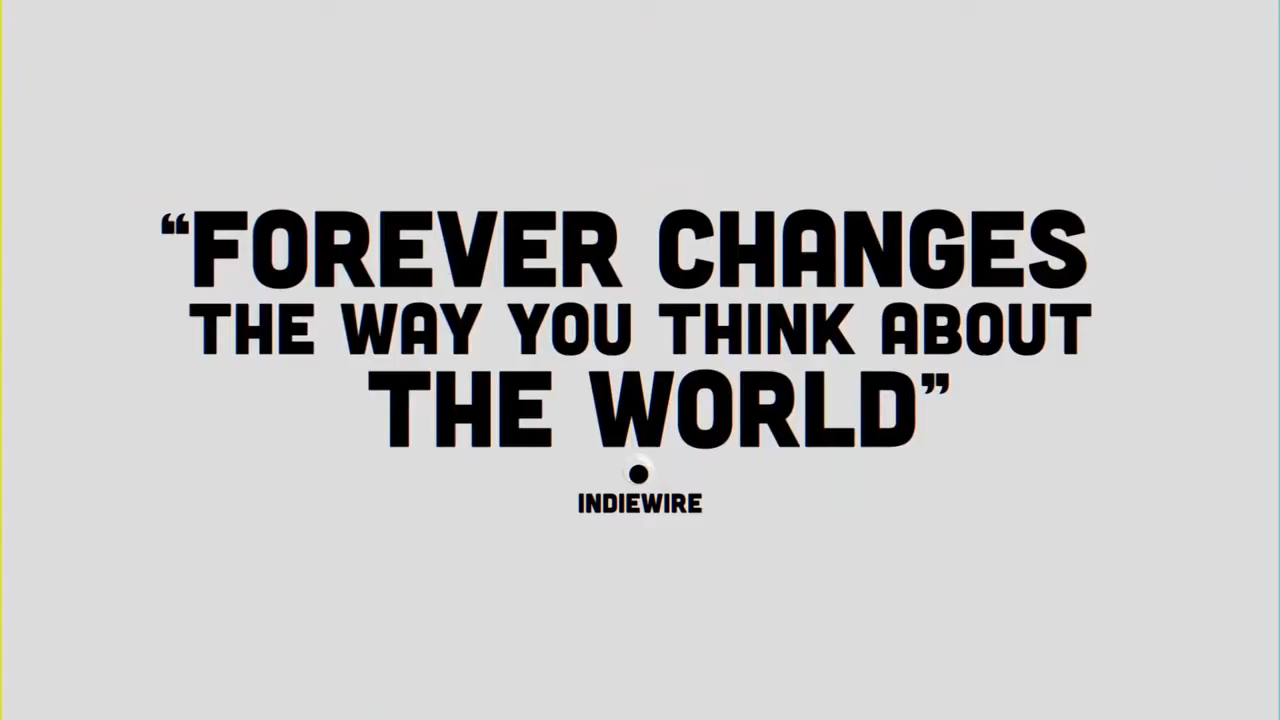 “FOREVER CHANGES
THE WAY YOU THINK ABOUT
THE WORLD”
INDIEWIRE